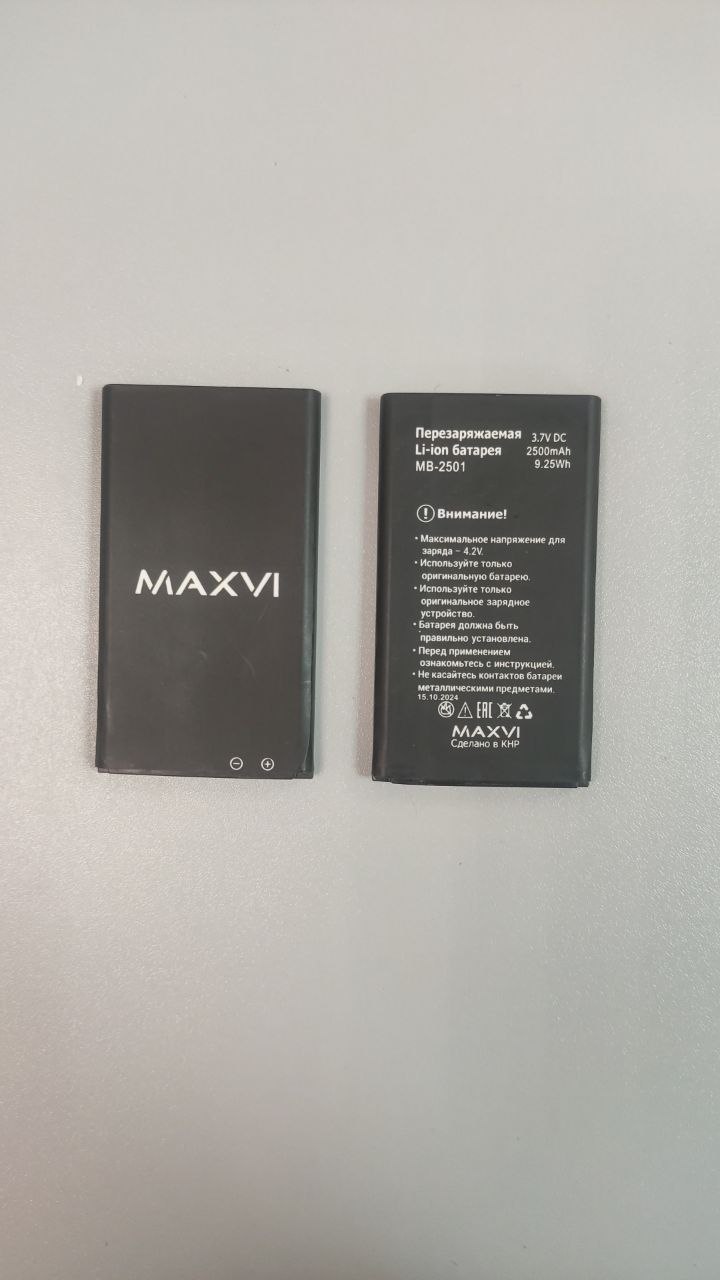 MAXVI
Перезаряжаемая 3.7V DC
Li-ion батарея 2500mAh
MB-2501 9.25Wh
Внимание!
• Максимальное напряжение для
заряда – 4.2V.
• Используйте только
оригинальную батарею.
• Используйте только
оригинальное зарядное
устройство.
• Батарея должна быть
правильно установлена.
• Перед применением
ознакомьтесь с инструкцией.
• Не касайтесь контактов батареи
металлическими предметами.
15.10.2024
EAC
MAXVI
Сделано в КНР